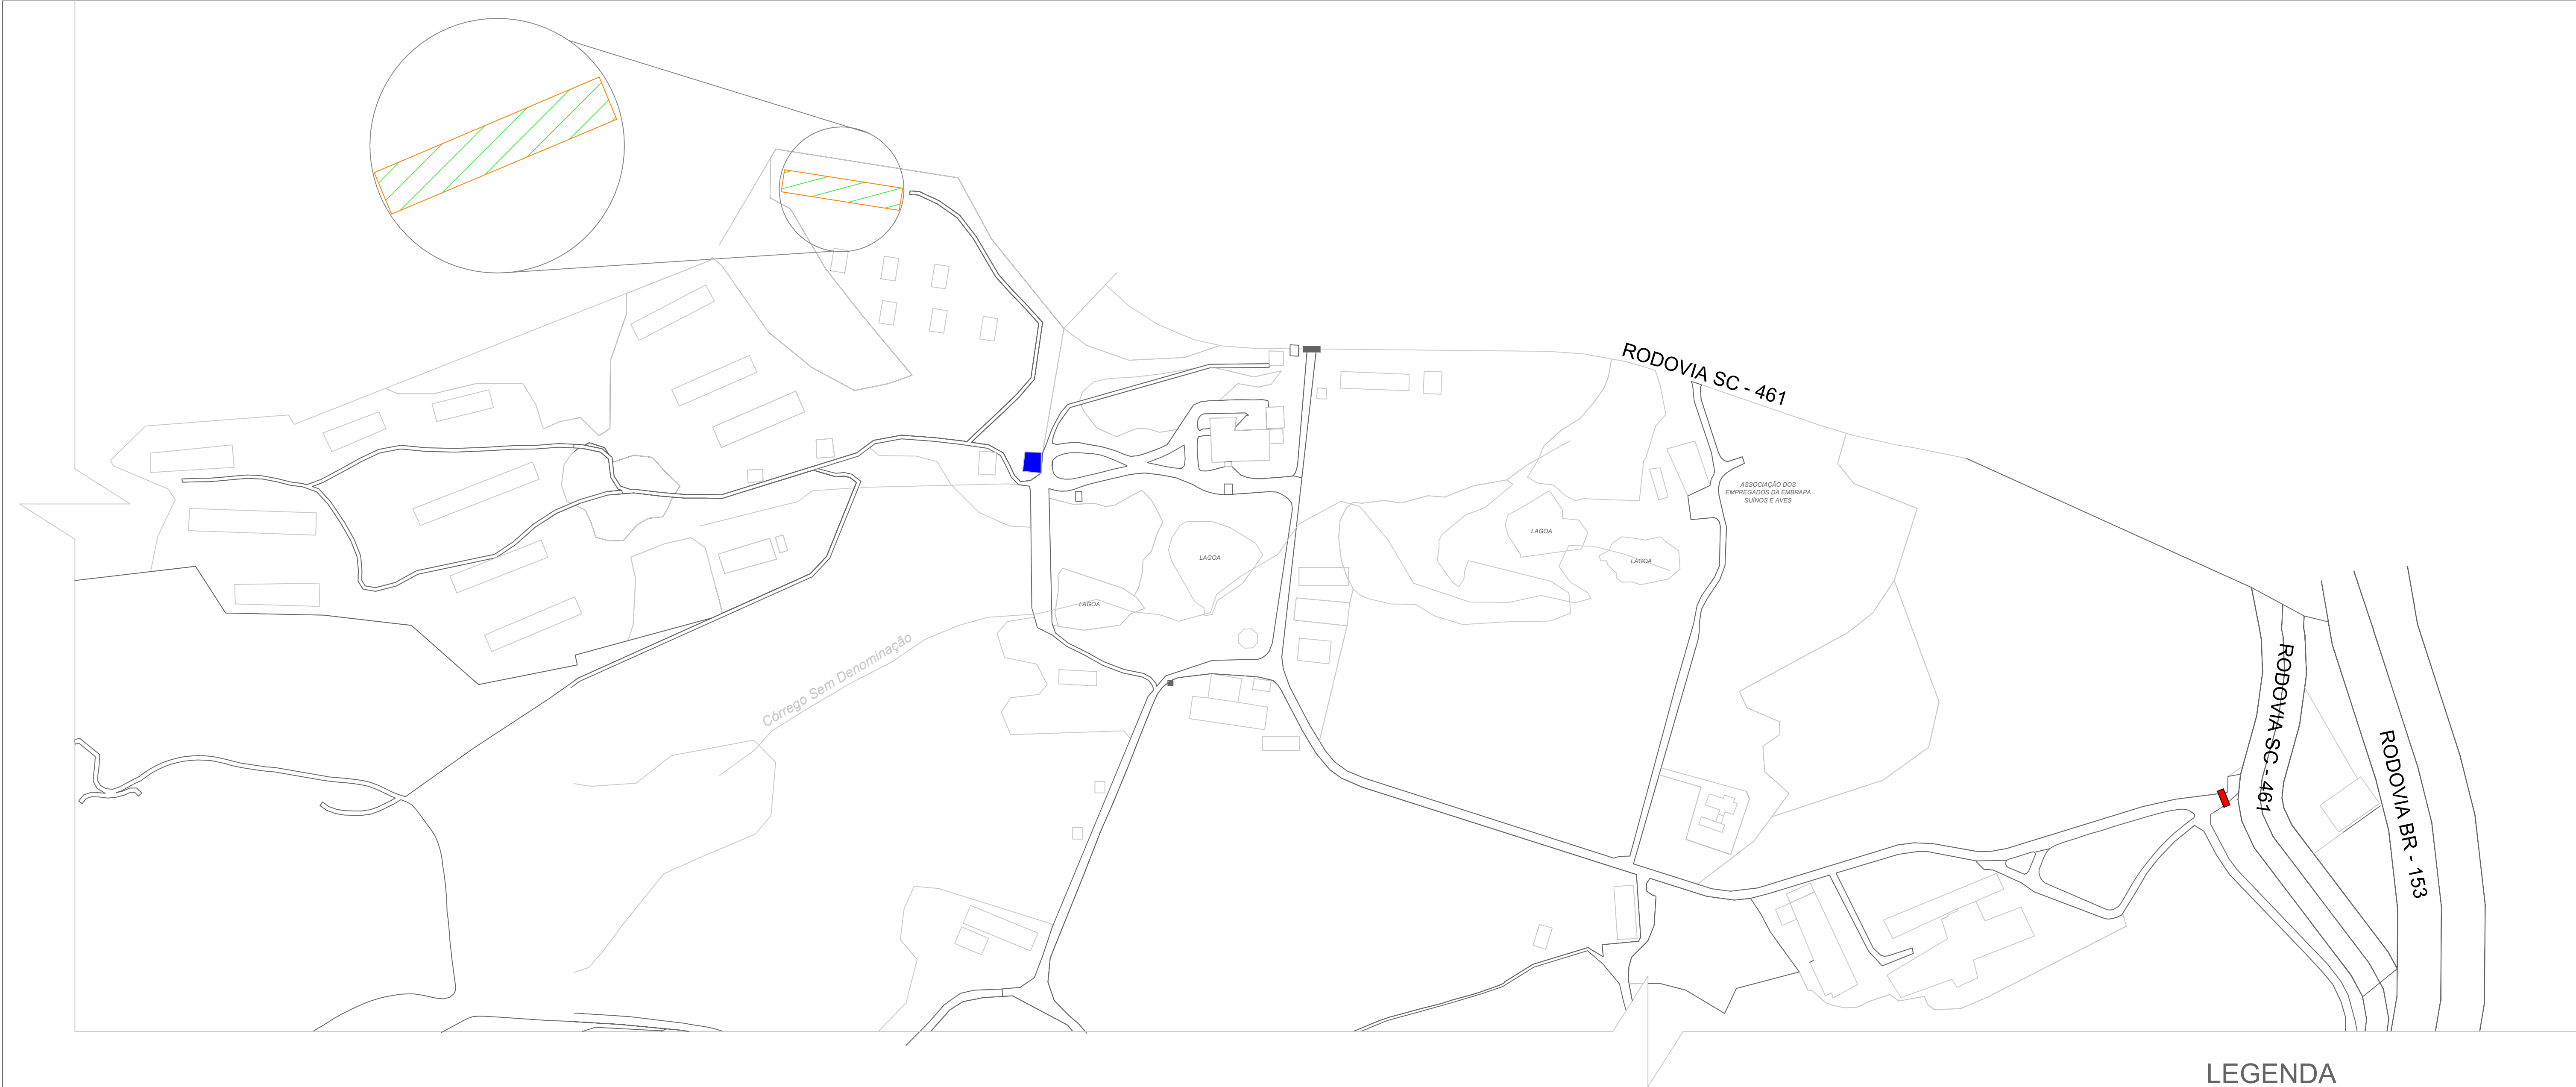 RODOVIA SC - 461
ASSOCIAÇÃO DOS
EMPREGADOS DA EMBRAPA
SUÍNOS E AVES
LAGOA
LAGOA
LAGOA
LAGOA
Córrego Sem Denominação
RODOVIA SC - 461
RODOVIA BR - 153
LEGENDA